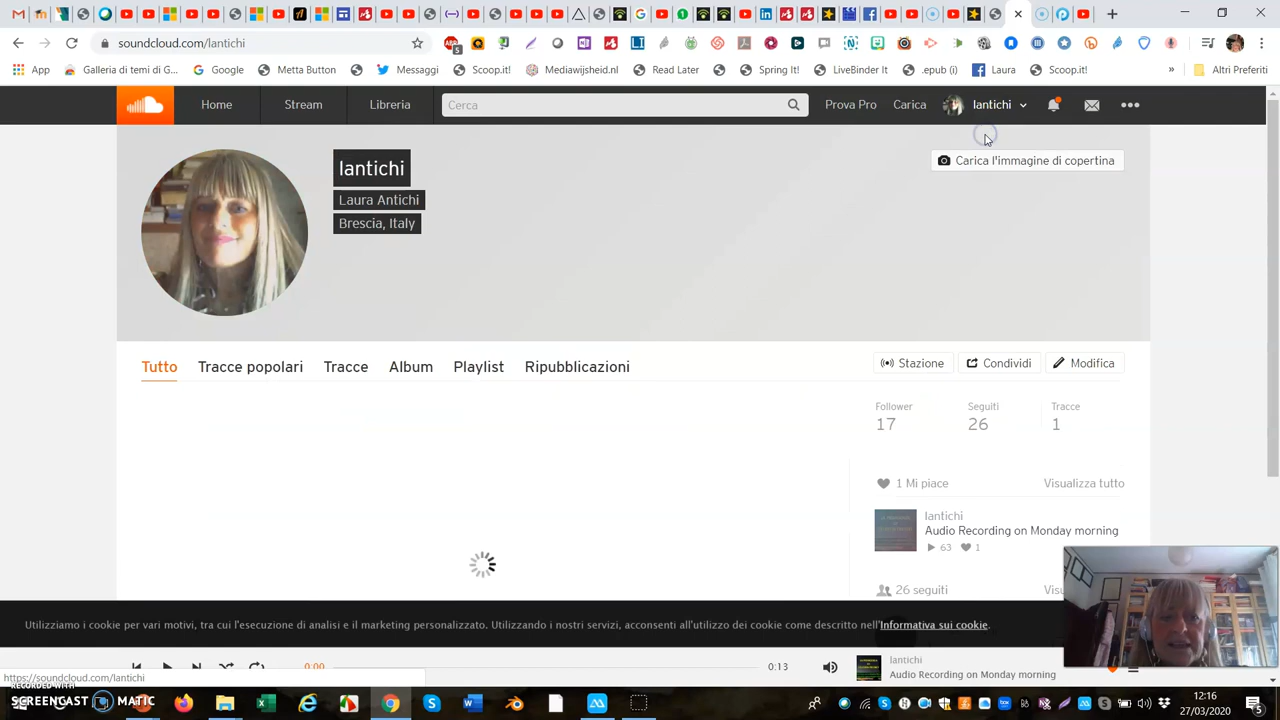 soundcloud.com/lantichi
5
App
Galleria di temi di G...
Google
Metta Button
Messaggi
Scoop.it!
Mediawijsheid.nl
Read Later
Spring It!
LiveBinder It
.epub (i)
Laura
Scoop.it!
»
Altri Preferiti
Home
Stream
Libreria
Cerca
Prova Pro
Carica
lantichi
Carica l'immagine di copertina
lantichi
Laura Antichi
Brescia, Italy
Tutto
Tracce popolari
Tracce
Album
Playlist
Ripubblicazioni
Stazione
Condividi
Modifica
Follower
17
Seguiti
26
Tracce
1
1 Mi piace
Visualizza tutto
lantichi
Audio Recording on Monday morning
63
1
26 seguiti
Utilizziamo i cookie per vari motivi, tra cui l'esecuzione di analisi e il marketing personalizzato. Utilizzando i nostri servizi, acconsenti all'utilizzo dei cookie come descritto nell'Informativa sui cookie.
0:00
0:13
lantichi
Audio Recording on Monday morning
https://soundcloud.com/lantichi
RECORDED WITH
SCREENCAST MATIC
12:16
27/03/2020
5